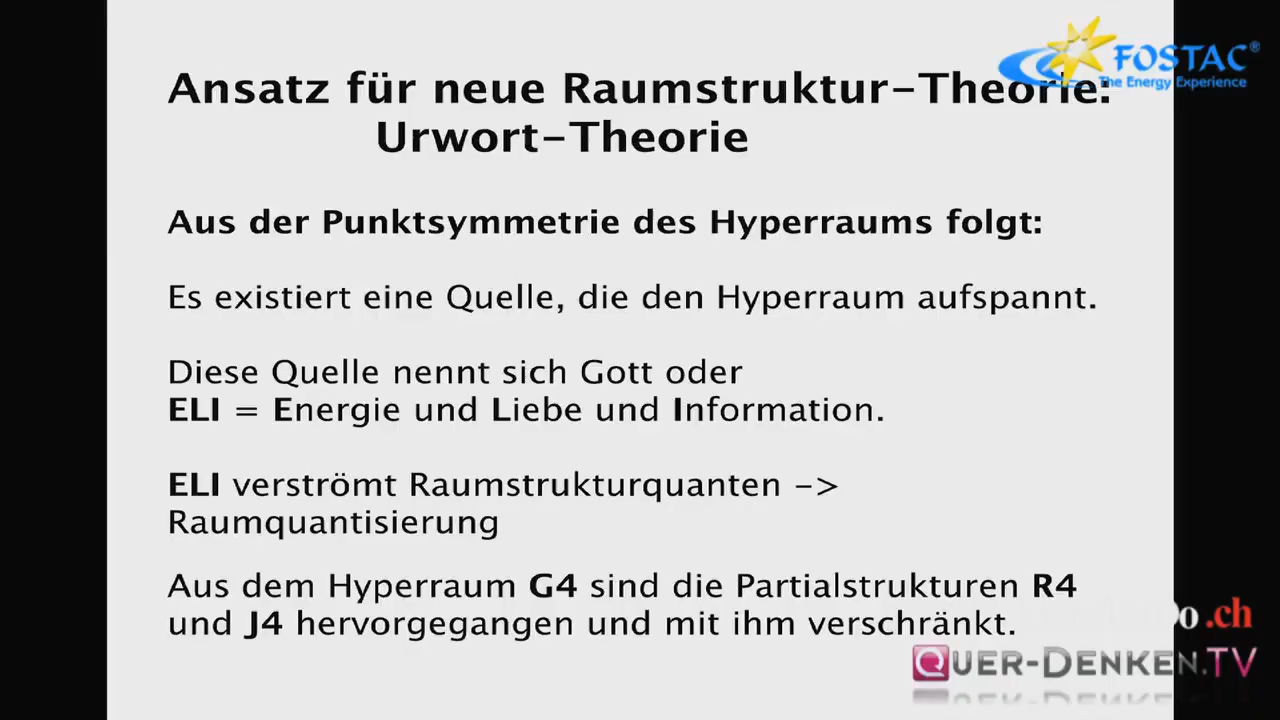 FOSTAC®
The Energy Experience
Ansatz für neue Raumstruktur-Theorie:
Urwort-Theorie
Aus der Punktsymmetrie des Hyperraums folgt:
Es existiert eine Quelle, die den Hyperraum aufspannt.
Diese Quelle nennt sich Gott oder
ELI = Energie und Liebe und Information.
ELI verströmt Raumstrukturquanten ->
Raumquantisierung
Aus dem Hyperraum G4 sind die Partialstrukturen R4
und J4 hervorgegangen und mit ihm verschränkt.
.ch
QUER-DENKEN.TV